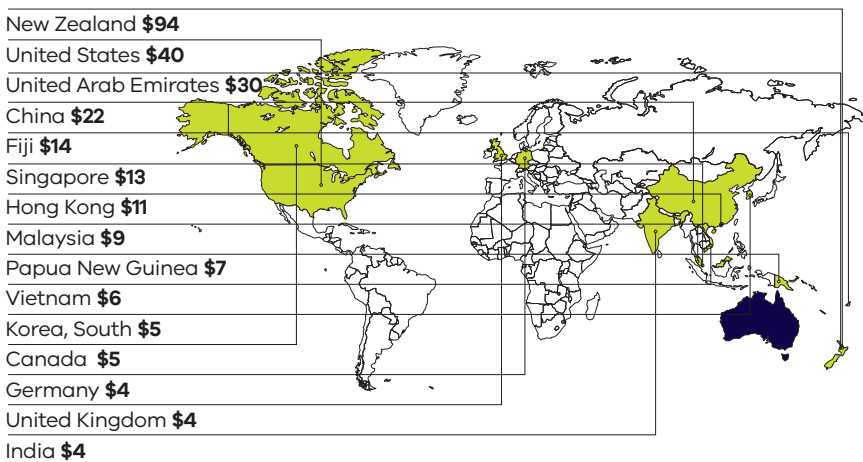 New Zealand $94
United States $40
United Arab Emirates $30
China $22
Fiji $14
Singapore $13
Hong Kong $11
Malaysia $9
Papua New Guinea $7
Vietnam $6
Korea, South $5
Canada $5
Germany $4
United Kingdom $4
India $4